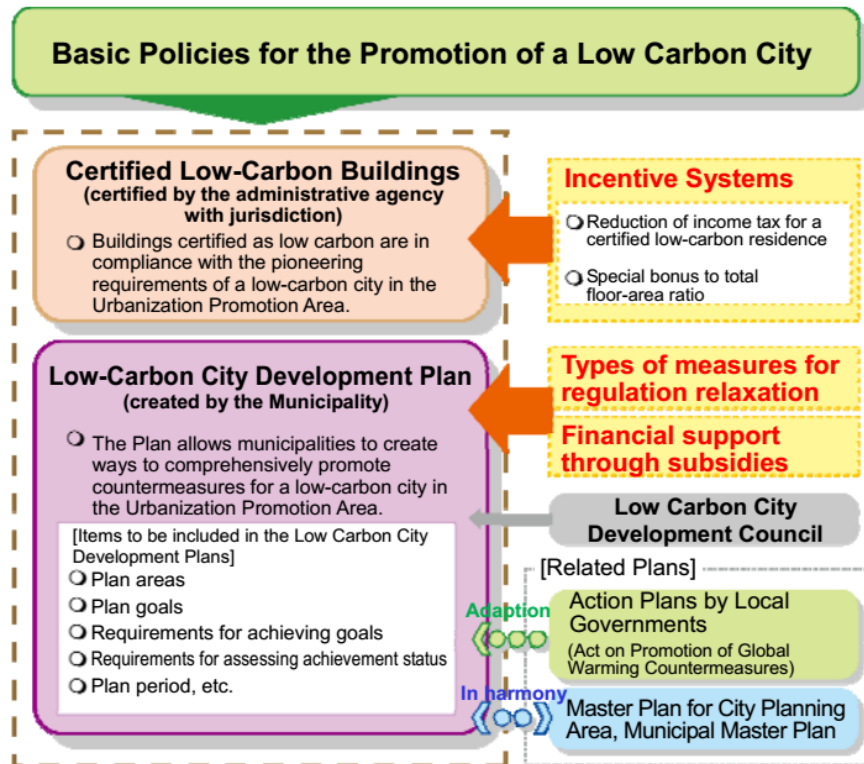 Basic Policies for the Promotion of a Low Carbon City
Certified Low-Carbon Buildings
(certified by the administrative agency
with jurisdiction)
Buildings certified as low carbon are in
compliance with the pioneering
requirements of a low-carbon city in the
Urbanization Promotion Area.
Incentive Systems
Reduction of income tax for a
certified low-carbon residence
Special bonus to total
floor-area ratio
Low-Carbon City Development Plan
(created by the Municipality)
The Plan allows municipalities to create
ways to comprehensively promote
countermeasures for a low-carbon city in
the Urbanization Promotion Area.
[Items to be included in the Low Carbon City
Development Plans]
Plan areas
Plan goals
Requirements for achieving goals
Requirements for assessing achievement status
Plan period, etc.
Types of measures for
regulation relaxation
Financial support
through subsidies
Low Carbon City
Development Council
[Related Plans]
Adaption
Action Plans by Local
Governments
(Act on Promotion of Global
Warming Countermeasures)
In harmony
Master Plan for City Planning
Area, Municipal Master Plan